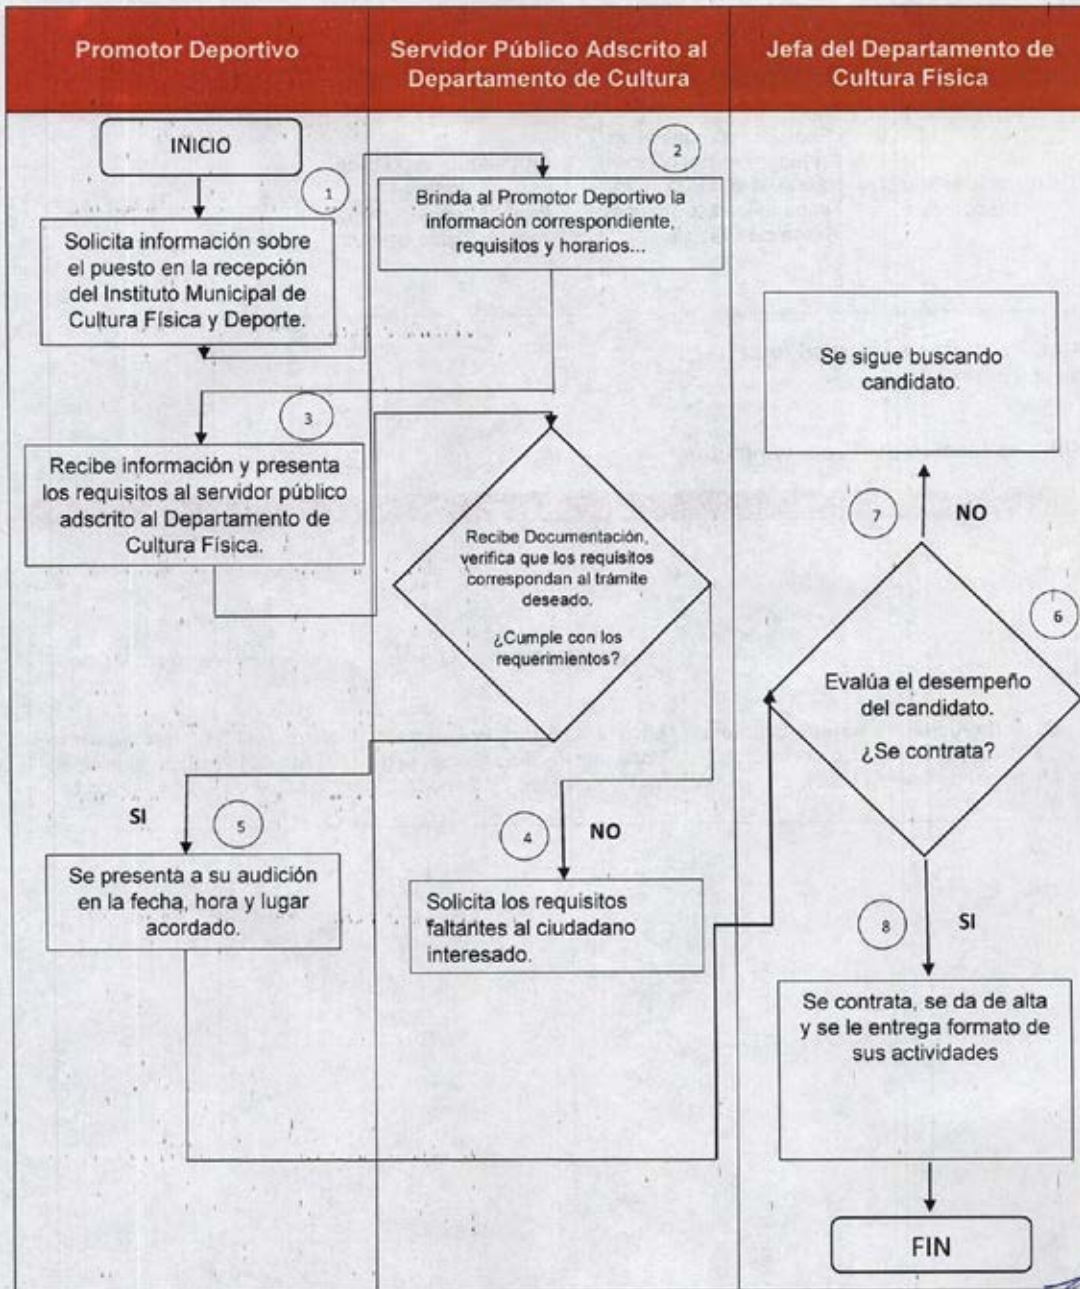 Promotor Deportivo
Servidor Público Adscrito al
Departamento de Cultura
Jefa del Departamento de
Cultura Física
INICIO
1
Solicita información sobre
el puesto en la recepción
del Instituto Municipal de
Cultura Física y Deporte.
2
Brinda al Promotor Deportivo la
información correspondiente,
requisitos y horarios...
3
Recibe información y presenta
los requisitos al servidor público
adscrito al Departamento de
Cultura Física.
Recibe Documentación,
verifica que los requisitos
correspondan al trámite
deseado.
¿Cumple con los
requerimientos?
SI
5
Se presenta a su audición
en la fecha, hora y lugar
acordado.
4
NO
Solicita los requisitos
faltantes al ciudadano
interesado.
Se sigue buscando
candidato.
7
NO
6
Evalúa el desempeño
del candidato.
¿Se contrata?
8
SI
Se contrata, se da de alta
y se le entrega formato de
sus actividades
FIN